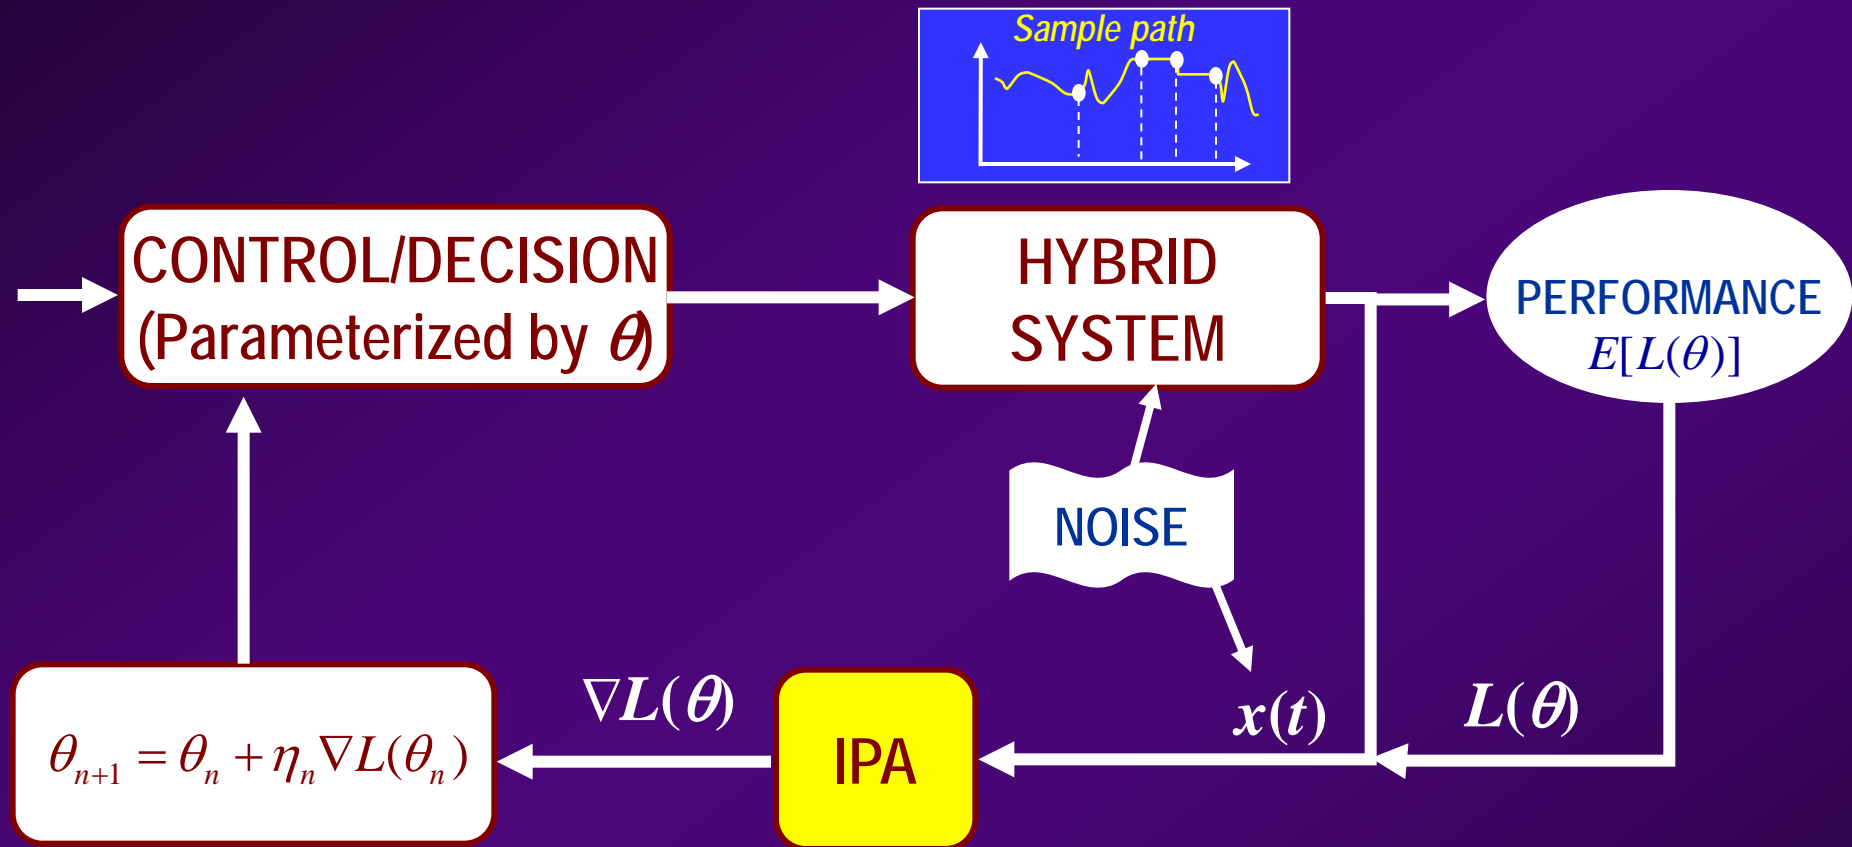 Sample path
CONTROL/DECISION
(Parameterized by θ)
HYBRID
SYSTEM
PERFORMANCE
E[L(θ)]
NOISE
∇L(θ)
x(t)
L(θ)
θₙ₊₁ = θₙ + ηₙ∇L(θₙ)
IPA